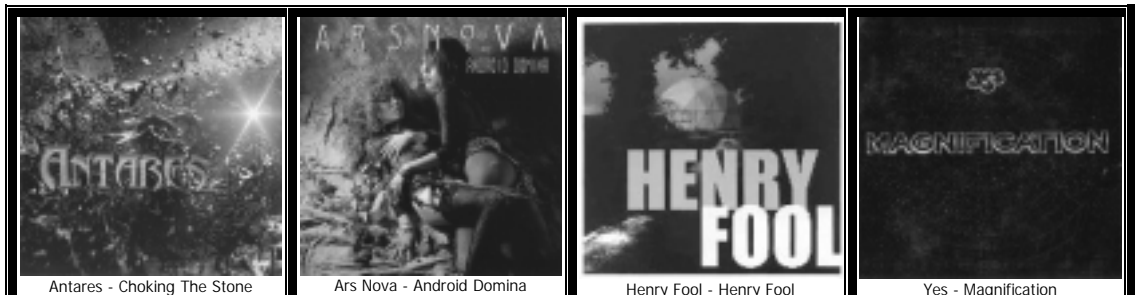 ANTARES
ARS NOVA
ANDROID DOMINA
HENRY
FOOL
MAGNIFICATION
Antares - Choking The Stone
Ars Nova - Android Domina
Henry Fool - Henry Fool
Yes - Magnification